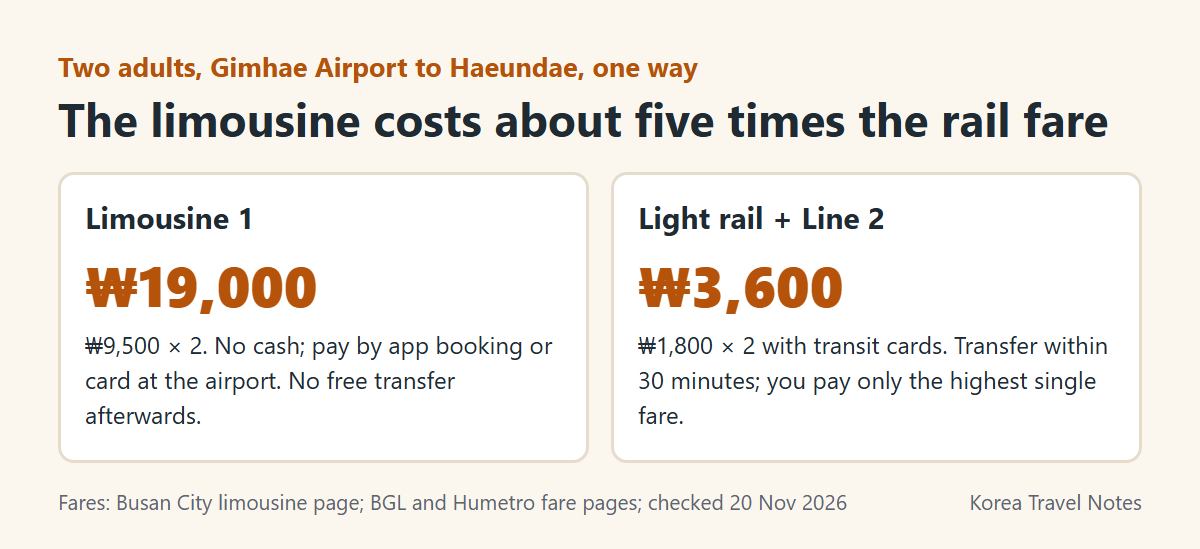 Two adults, Gimhae Airport to Haeundae, one way
The limousine costs about five times the rail fare
Limousine 1
₩19,000
₩9,500 × 2. No cash; pay by app booking or
card at the airport. No free transfer
afterwards.
Light rail + Line 2
₩3,600
₩1,800 × 2 with transit cards. Transfer within
30 minutes; you pay only the highest single
fare.
Fares: Busan City limousine page; BGL and Humetro fare pages; checked 20 Nov 2026
Korea Travel Notes